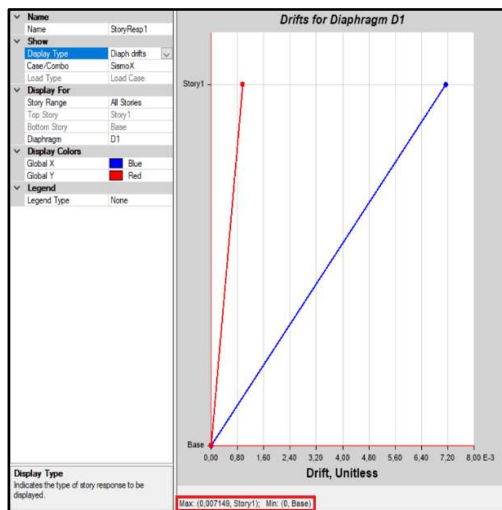 Name
Name StoryResp1
Show
Display Type Diaph drifts
Case/Combo SismoX
Load Type Load Case
Display For
Story Range All Stories
Top Story Story1
Bottom Story Base
Diaphragm D1
Display Colors
Global X Blue
Global Y Red
Legend
Legend Type None
Display Type
Indicates the type of story response to be
displayed.
Drifts for Diaphragm D1
Story1
Base
0,00 0,80 1,60 2,40 3,20 4,00 4,80 5,60 6,40 7,20 8,00 E-3
Drift, Unitless
Max: (0,007149, Story1); Min: (0, Base)